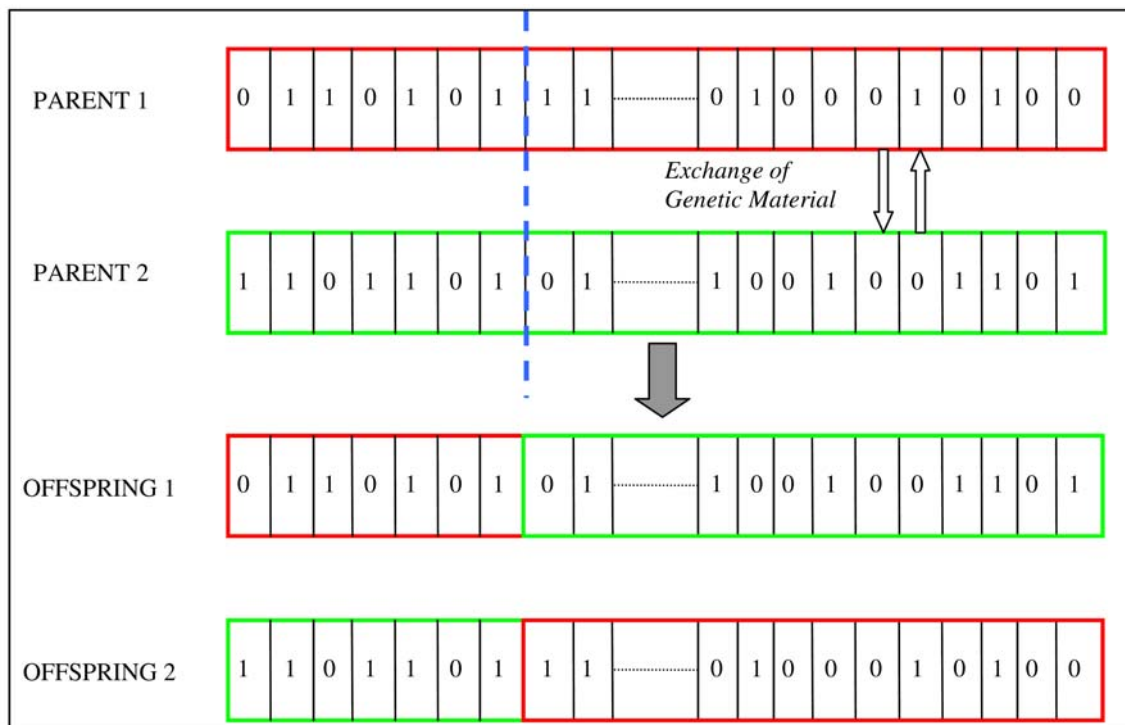 PARENT 1 0 1 1 0 1 0 1 1 1 0 1 0 0 0 1 0 1 0 0
Exchange of
Genetic Material
PARENT 2 1 1 0 1 1 0 1 0 1 1 0 0 1 0 0 1 1 0 1
OFFSPRING 1 0 1 1 0 1 0 1 0 1 1 0 0 1 0 0 1 1 0 1
OFFSPRING 2 1 1 0 1 1 0 1 1 1 0 1 0 0 0 1 0 1 0 0